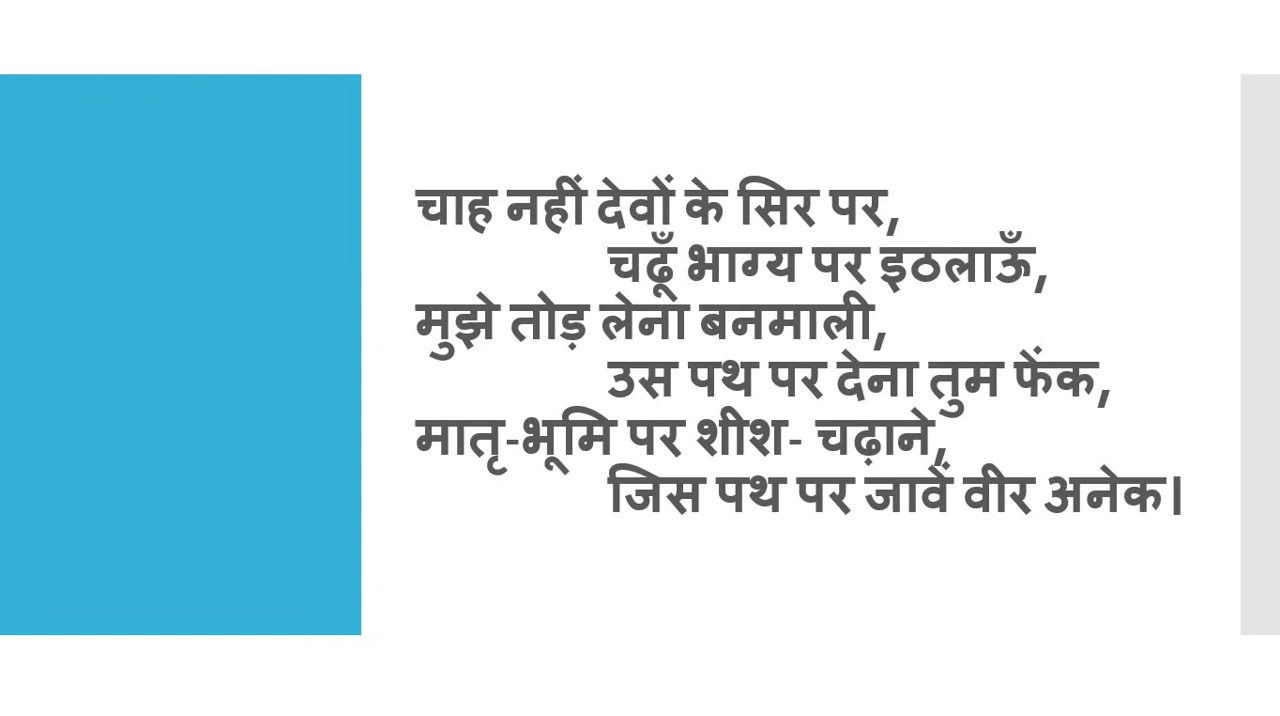 चाह नहीं देवों के सिर पर,
चढूँ भाग्य पर इठलाऊँ,
मुझे तोड़ लेना बनमाली,
उस पथ पर देना तुम फेंक,
मातृ-भूमि पर शीश- चढ़ाने,
जिस पथ पर जावें वीर अनेक।